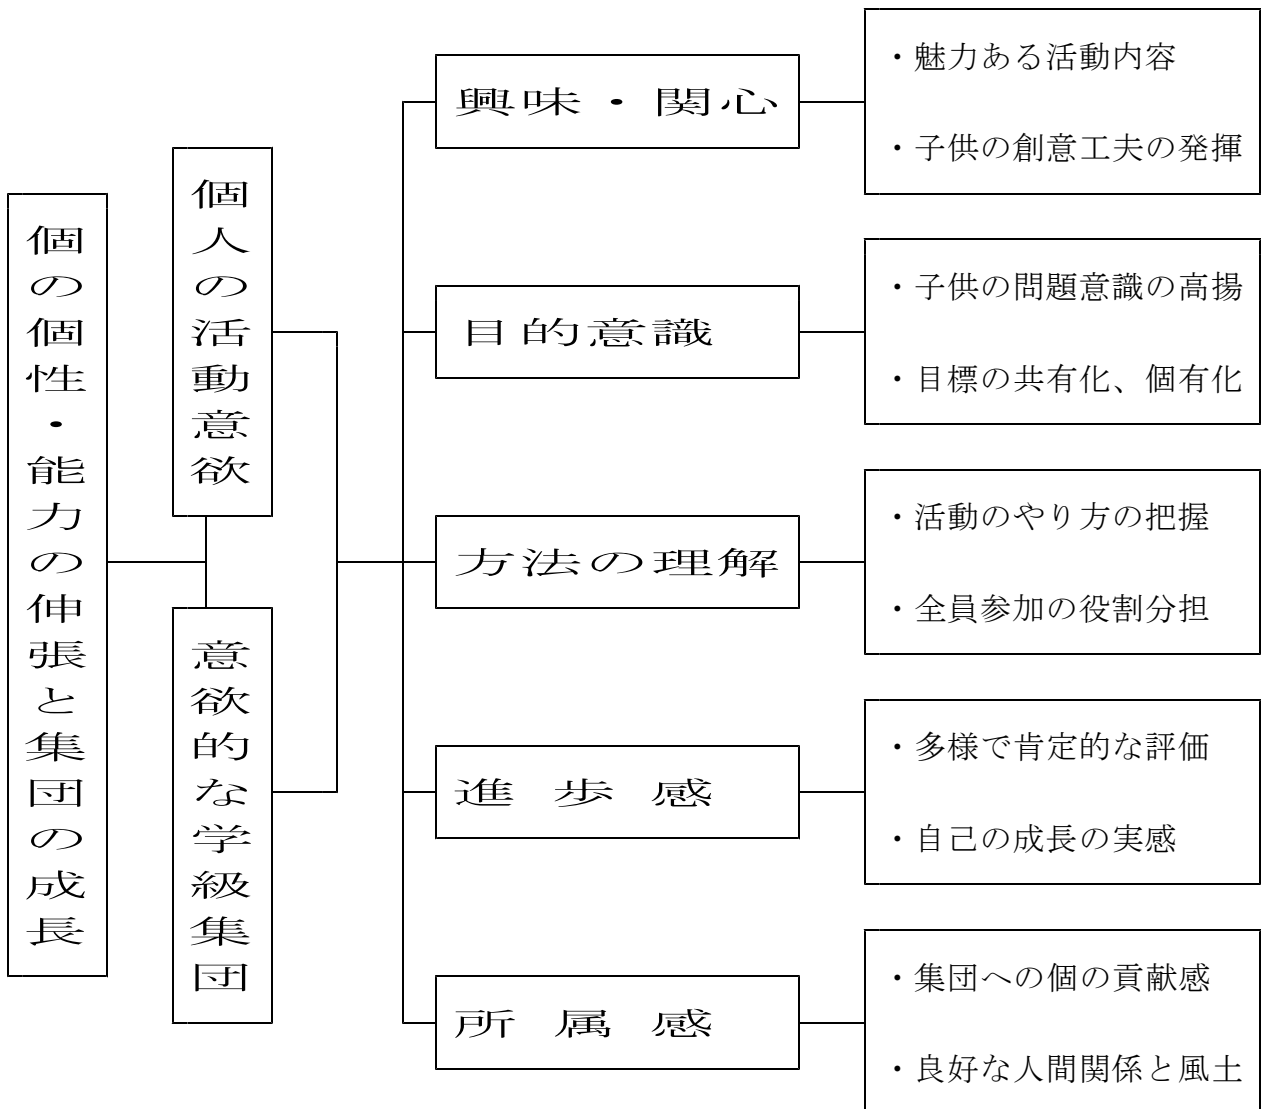 個の個性・能力の伸張と集団の成長
個人の活動意欲
意欲的な学級集団
興味・関心
・魅力ある活動内容
・子供の創意工夫の発揮
目的意識
・子供の問題意識の高揚
・目標の共有化、個有化
方法の理解
・活動のやり方の把握
・全員参加の役割分担
進歩感
・多様で肯定的な評価
・自己の成長の実感
所属感
・集団への個の貢献感
・良好な人間関係と風土